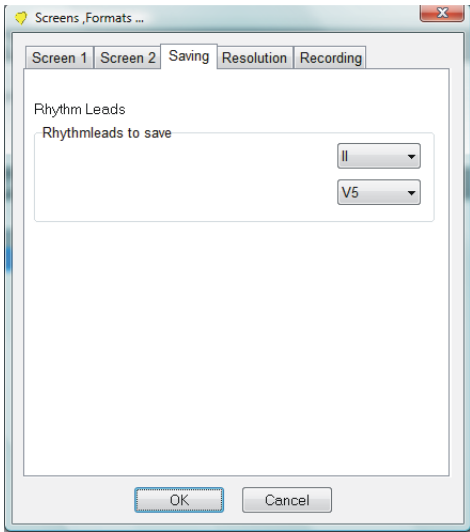 Screens ,Formats ...
Screen 1 Screen 2 Saving Resolution Recording
Rhythm Leads
Rhythmleads to save
II
V5
OK Cancel